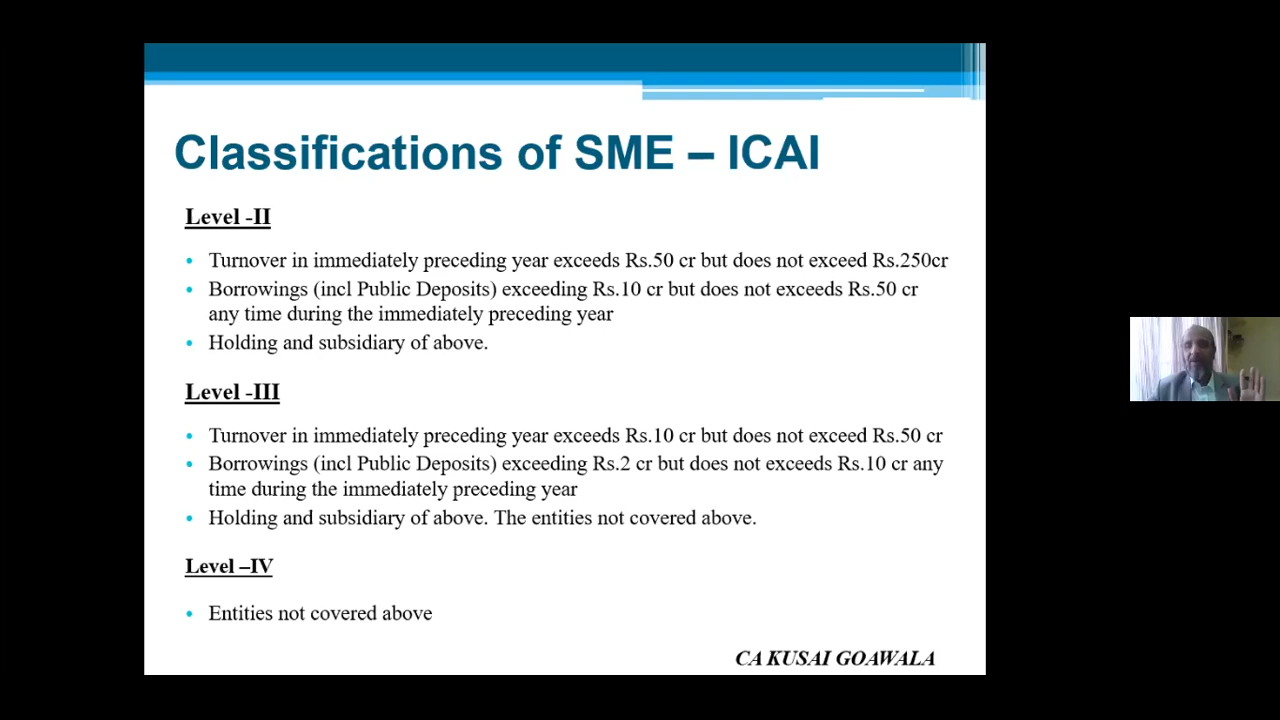 Classifications of SME – ICAI
Level -II
• Turnover in immediately preceding year exceeds Rs.50 cr but does not exceed Rs.250cr
• Borrowings (incl Public Deposits) exceeding Rs.10 cr but does not exceeds Rs.50 cr
any time during the immediately preceding year
• Holding and subsidiary of above.
Level -III
• Turnover in immediately preceding year exceeds Rs.10 cr but does not exceed Rs.50 cr
• Borrowings (incl Public Deposits) exceeding Rs.2 cr but does not exceeds Rs.10 cr any
time during the immediately preceding year
• Holding and subsidiary of above. The entities not covered above.
Level –IV
• Entities not covered above
CA KUSAI GOAWALA